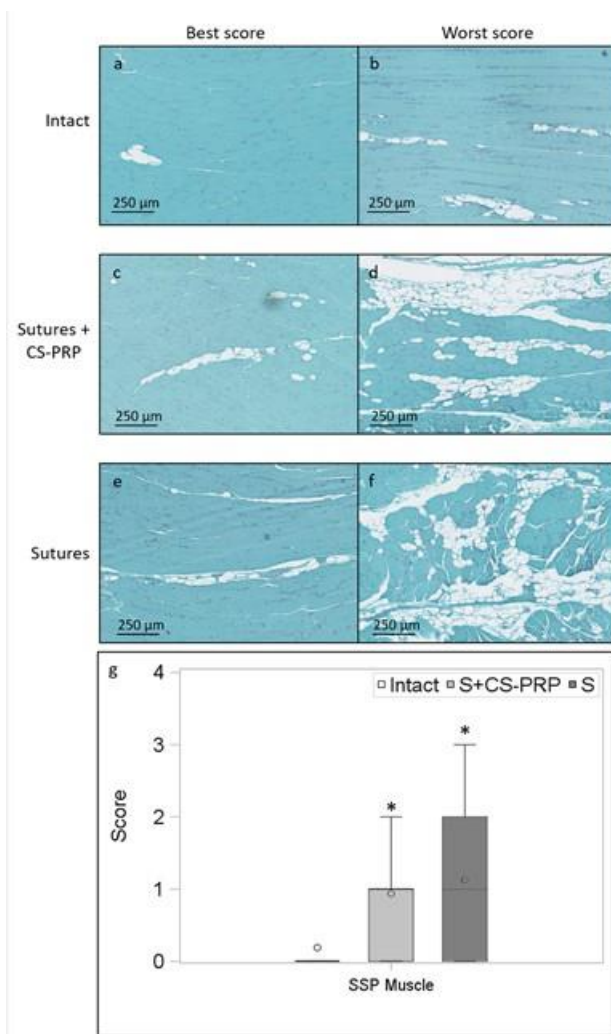 Best score
Worst score
Intact
a
250 µm
b
250 µm
Sutures +
CS-PRP
c
250 µm
d
250 µm
Sutures
e
250 µm
f
250 µm
g
4
3
2
1
0
Score
Intact S+CS-PRP S
*
*
SSP Muscle